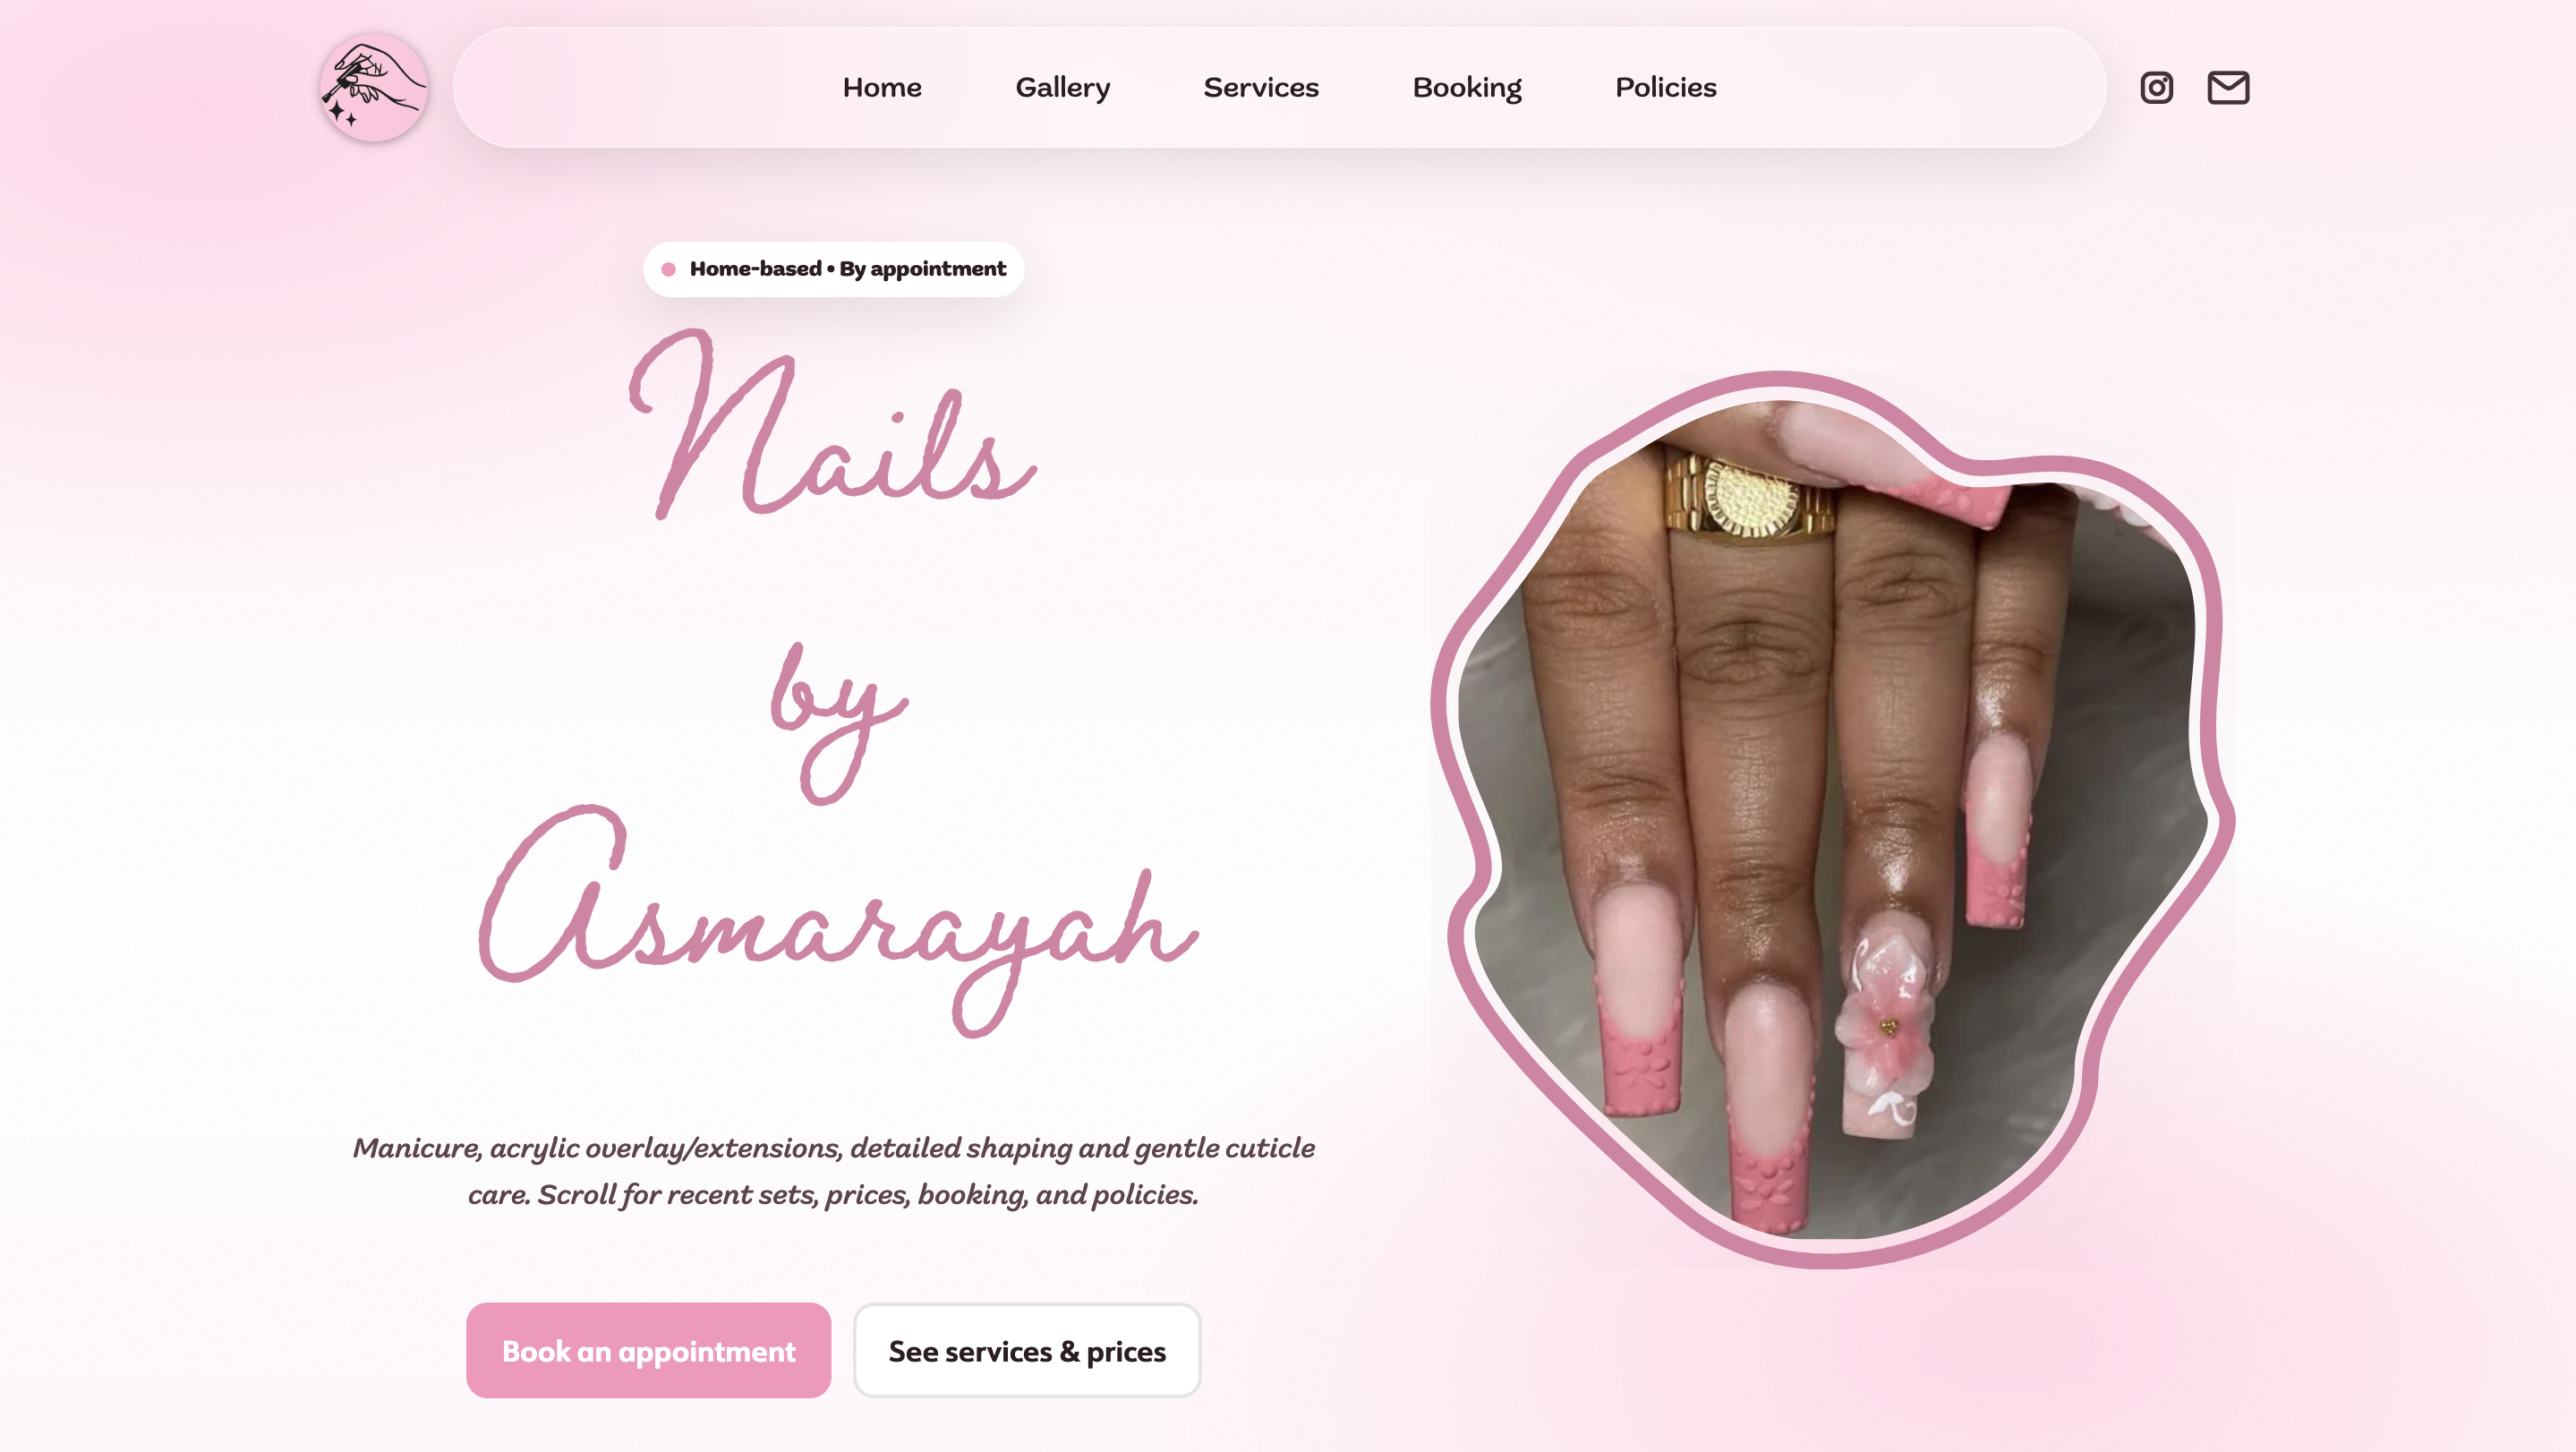 Home Gallery Services Booking Policies
Home-based • By appointment
Nails
by
Asmarayah
Manicure, acrylic overlay/extensions, detailed shaping and gentle cuticle
care. Scroll for recent sets, prices, booking, and policies.
Book an appointment See services & prices